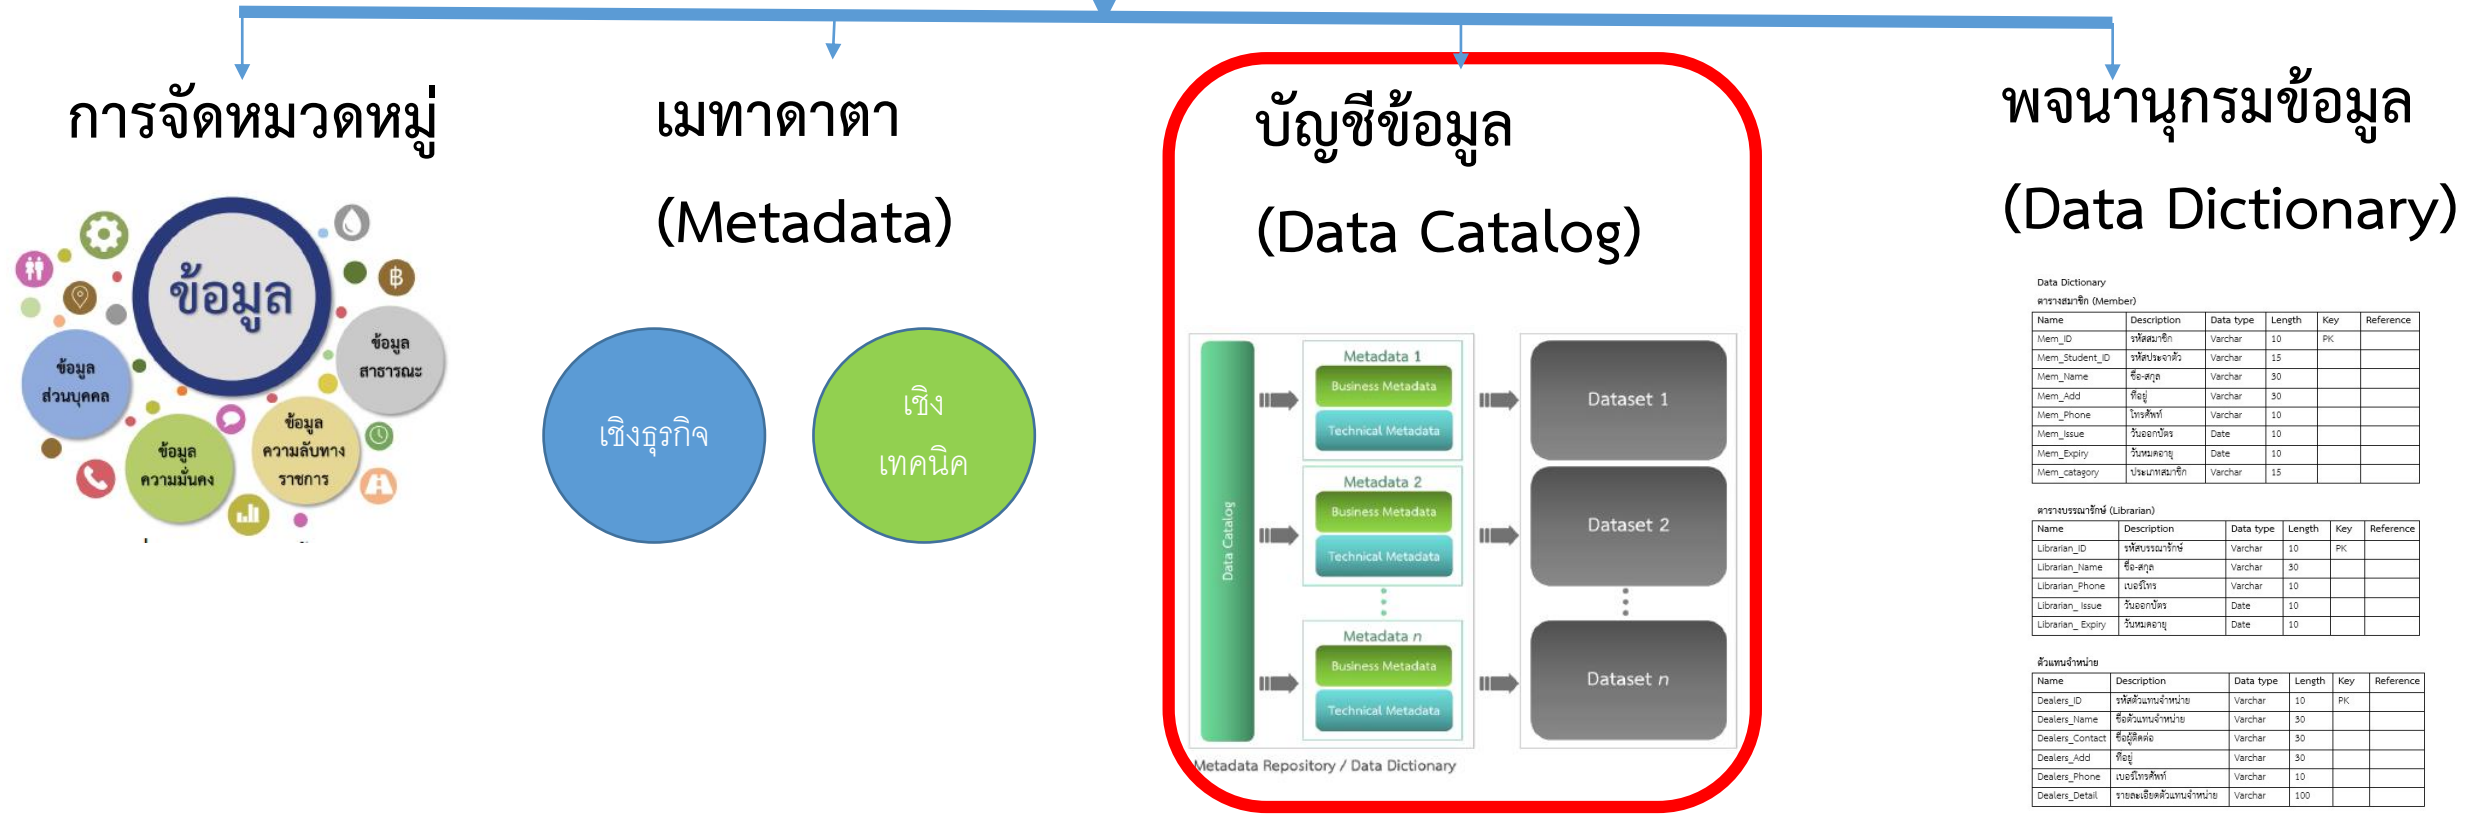 การจัดหมวดหมู่
ข้อมูล
ข้อมูล
ส่วนบุคคล
ข้อมูล
ความมั่นคง
ข้อมูล
ความลับทาง
ราชการ
ข้อมูล
สาธารณะ
เมทาดาตา
(Metadata)
เชิงธุรกิจ
เชิง
เทคนิค
บัญชีข้อมูล
(Data Catalog)
Data Catalog
Metadata 1
Business Metadata
Technical Metadata
Dataset 1
Metadata 2
Business Metadata
Technical Metadata
Dataset 2
Metadata n
Business Metadata
Technical Metadata
Dataset n
Metadata Repository / Data Dictionary
พจนานุกรมข้อมูล
(Data Dictionary)
Data Dictionary
ตารางสมาชิก (Member)
Name Description Data type Length Key Reference
Mem_ID รหัสสมาชิก Varchar 10 PK
Mem_Student_ID รหัสประจาตัว Varchar 15
Mem_Name ชื่อ-สกุล Varchar 30
Mem_Add ที่อยู่ Varchar 30
Mem_Phone โทรศัพท์ Varchar 10
Mem_Issue วันออกบัตร Date 10
Mem_Expiry วันหมดอายุ Date 10
Mem_catagory ประเภทสมาชิก Varchar 15
ตารางบรรณารักษ์ (Librarian)
Name Description Data type Length Key Reference
Librarian_ID รหัสบรรณารักษ์ Varchar 10 PK
Librarian_Name ชื่อ-สกุล Varchar 30
Librarian_Phone เบอร์โทร Varchar 10
Librarian_ Issue วันออกบัตร Date 10
Librarian_ Expiry วันหมดอายุ Date 10
ตัวแทนจำหน่าย
Name Description Data type Length Key Reference
Dealers_ID รหัสตัวแทนจำหน่าย Varchar 10 PK
Dealers_Name ชื่อตัวแทนจำหน่าย Varchar 30
Dealers_Contact ชื่อผู้ติดต่อ Varchar 30
Dealers_Add ที่อยู่ Varchar 30
Dealers_Phone เบอร์โทรศัพท์ Varchar 10
Dealers_Detail รายละเอียดตัวแทนจำหน่าย Varchar 100